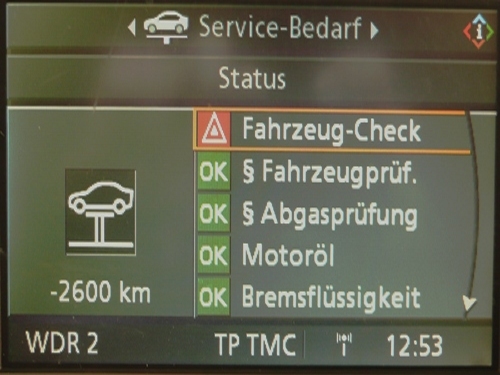 Service-Bedarf
Status
Fahrzeug-Check
OK § Fahrzeugprüf.
OK § Abgasprüfung
OK Motoröl
OK Bremsflüssigkeit
-2600 km
WDR 2 TP TMC 12:53